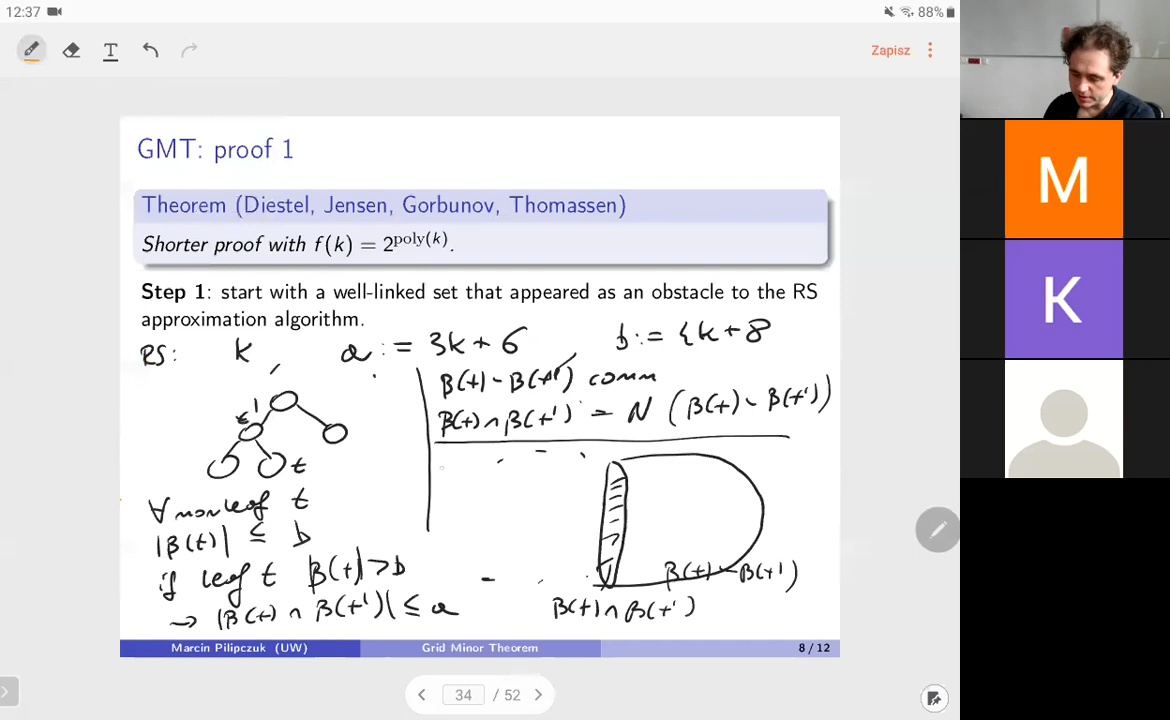 12:37
88%
T
Zapisz
GMT: proof 1
Theorem (Diestel, Jensen, Gorbunov, Thomassen)
Shorter proof with f(k) = 2^poly(k).
Step 1: start with a well-linked set that appeared as an obstacle to the RS
approximation algorithm.
RS: k, a := 3k + 6 b := {k + 8
β(t) - β(t') conn
β(t) ∩ β(t') = N (β(t) - β(t'))
t'
t
∀ nonleaf t
|β(t)| ≤ b
if leaf t |β(t)| > b
→ |β(t) ∩ β(t')| ≤ a
β(t) - β(t')
β(t) ∩ β(t')
Marcin Pilipczuk (UW) Grid Minor Theorem 8 / 12
34 / 52
M
K